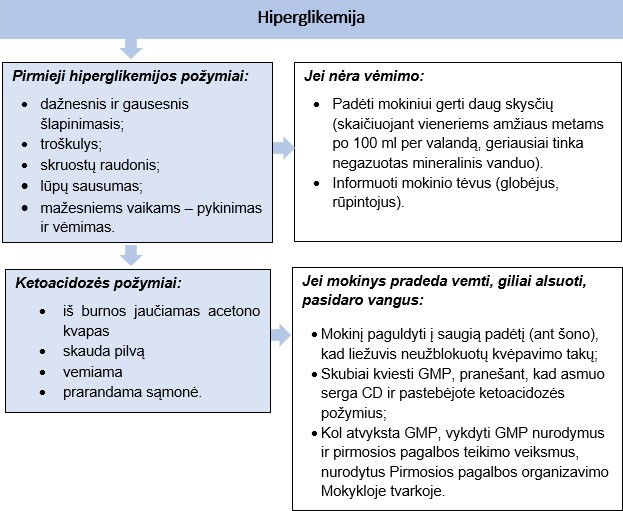 Hiperglikemija
Pirmieji hiperglikemijos požymiai:
• dažnesnis ir gausesnis
šlapinimasis;
• troškulys;
• skruostų raudonis;
• lūpų sausumas;
• mažesniems vaikams – pykinimas
ir vėmimas.
Jei nėra vėmimo:
• Padėti mokiniui gerti daug skysčių
(skaičiuojant vieneriems amžiaus metams
po 100 ml per valandą, geriausiai tinka
negazuotas mineralinis vanduo).
• Informuoti mokinio tėvus (globėjus,
rūpintojus).
Ketoacidozės požymiai:
• iš burnos jaučiamas acetono
kvapas
• skauda pilvą
• vemiama
• prarandama sąmonė.
Jei mokinys pradeda vemti, giliai alsuoti,
pasidaro vangus:
• Mokinį paguldyti į saugią padėtį (ant šono),
kad liežuvis neužblokuotų kvėpavimo takų;
• Skubiai kviesti GMP, pranešant, kad asmuo
serga CD ir pastebėjote ketoacidozės
požymius;
• Kol atvyksta GMP, vykdyti GMP nurodymus
ir pirmosios pagalbos teikimo veiksmus,
nurodytus Pirmosios pagalbos organizavimo
Mokykloje tvarkoje.